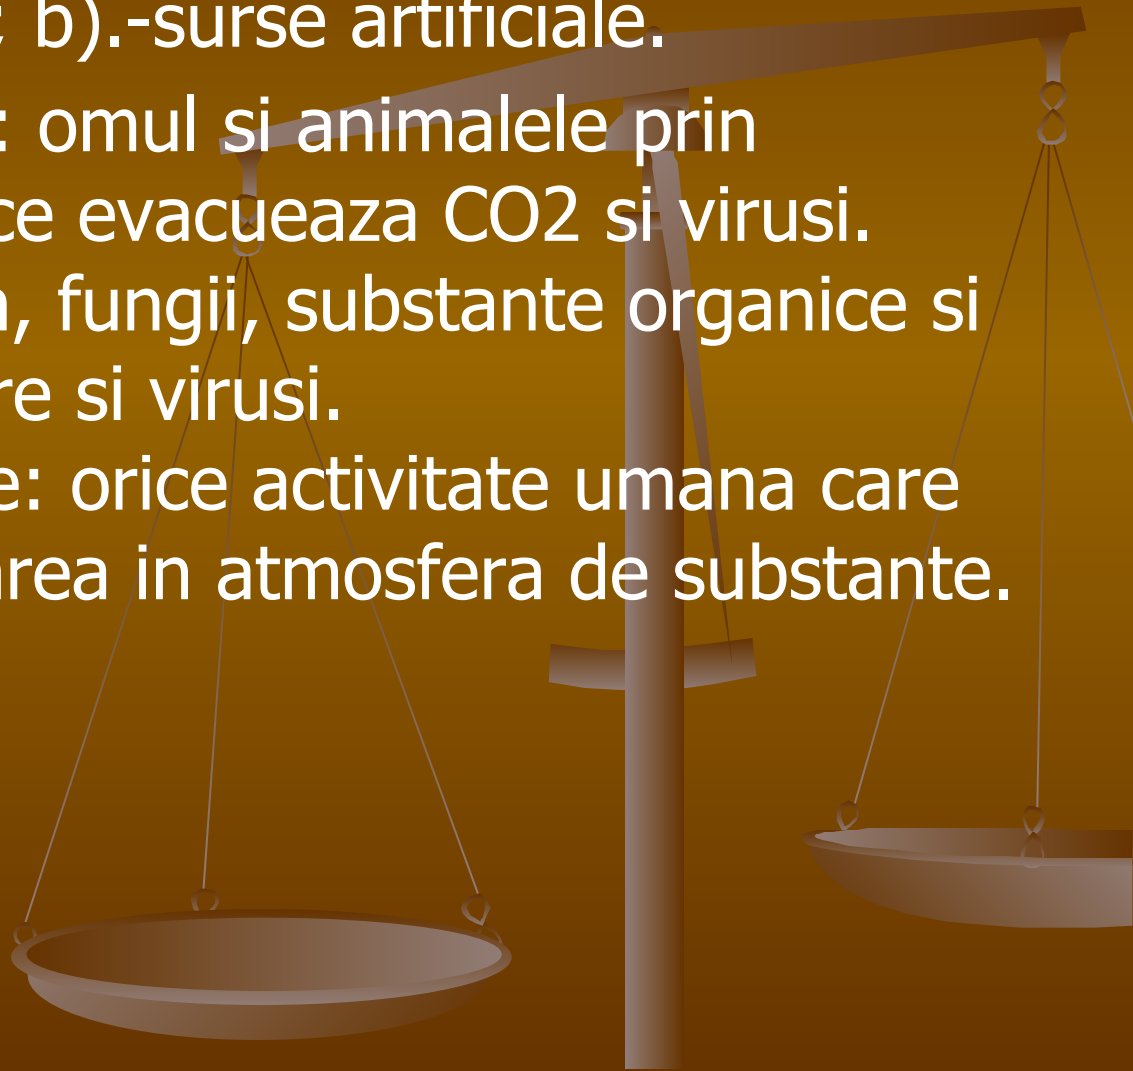 b).-surse artificiale.
: omul si animalele prin
ce evacueaza CO2 si virusi.
, fungii, substante organice si
re si virusi.
e: orice activitate umana care
area in atmosfera de substante.